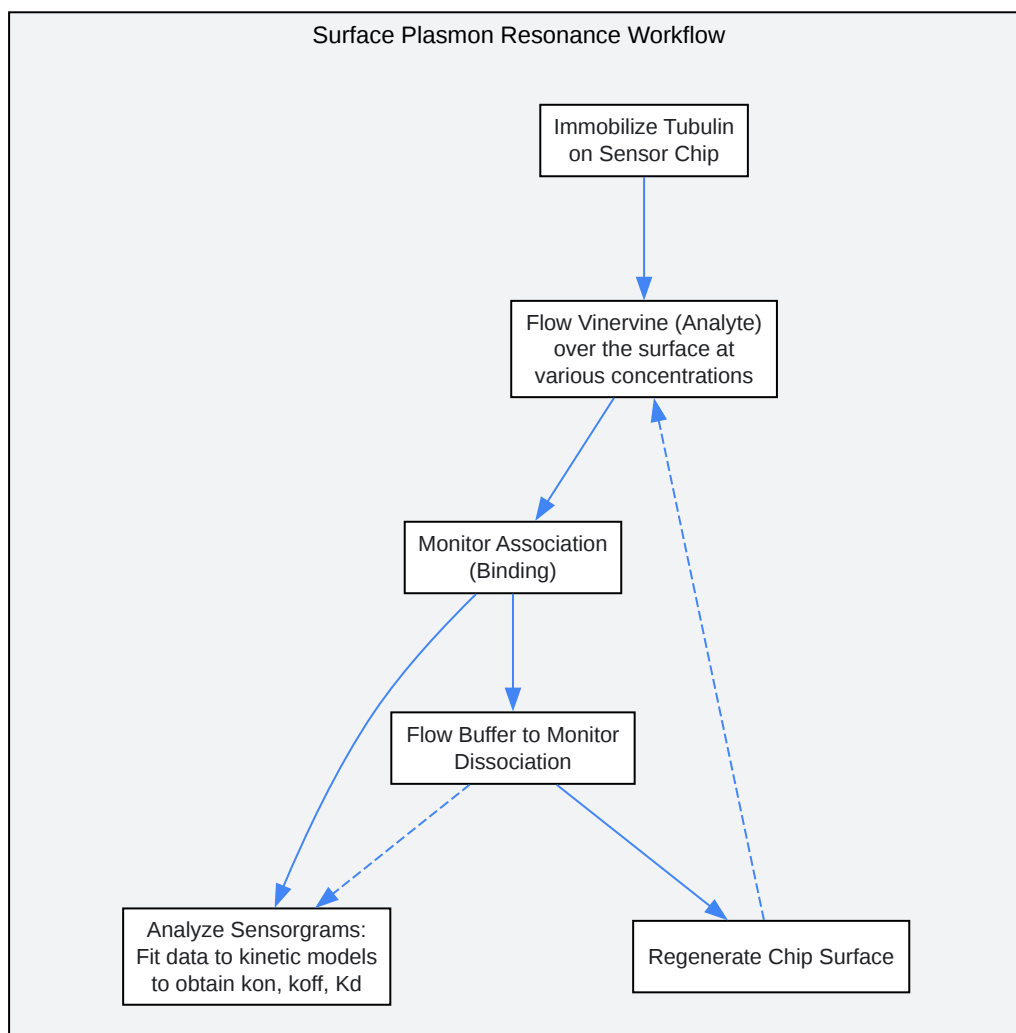 Surface Plasmon Resonance Workflow
Immobilize Tubulin
on Sensor Chip
Flow Vinervine (Analyte)
over the surface at
various concentrations
Monitor Association
(Binding)
Flow Buffer to Monitor
Dissociation
Analyze Sensorgrams:
Fit data to kinetic models
to obtain kon, koff, Kd
Regenerate Chip Surface